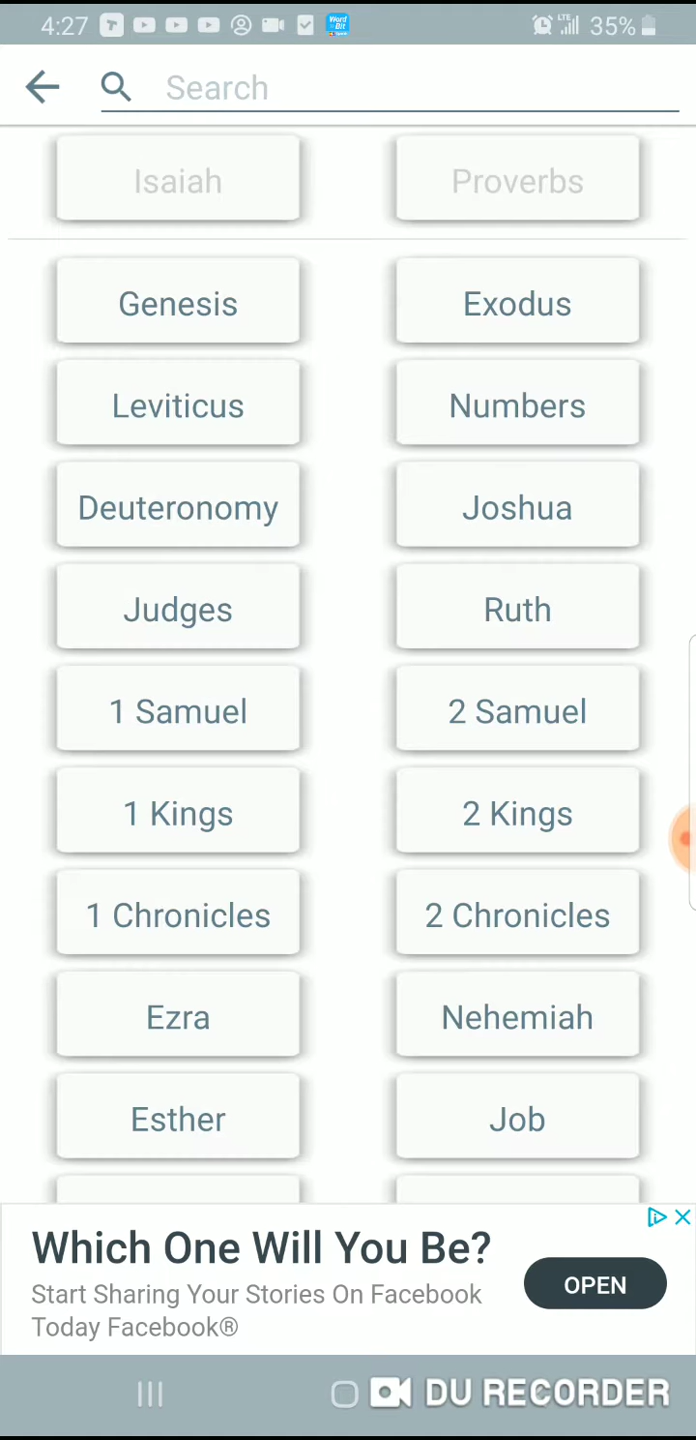 4:27 35%
Search
Isaiah Proverbs
Genesis Exodus
Leviticus Numbers
Deuteronomy Joshua
Judges Ruth
1 Samuel 2 Samuel
1 Kings 2 Kings
1 Chronicles 2 Chronicles
Ezra Nehemiah
Esther Job
Which One Will You Be?
Start Sharing Your Stories On Facebook
Today Facebook®
OPEN
DU RECORDER